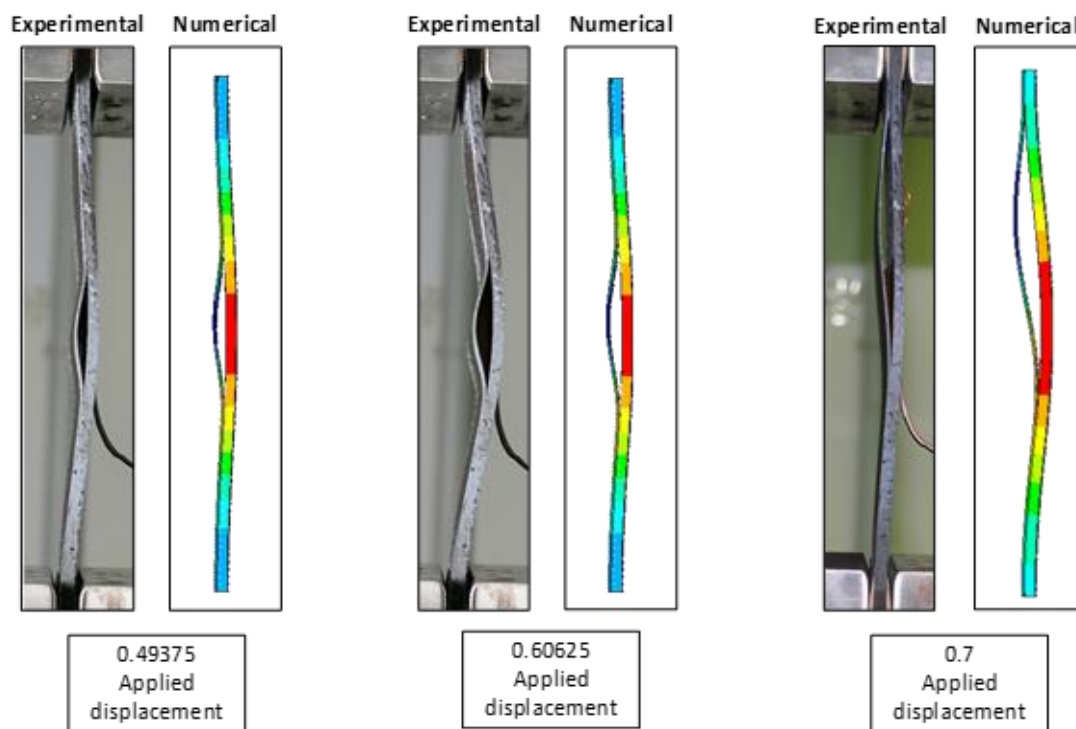 Experimental Numerical Experimental Numerical Experimental Numerical
0.49375
Applied
displacement
0.60625
Applied
displacement
0.7
Applied
displacement